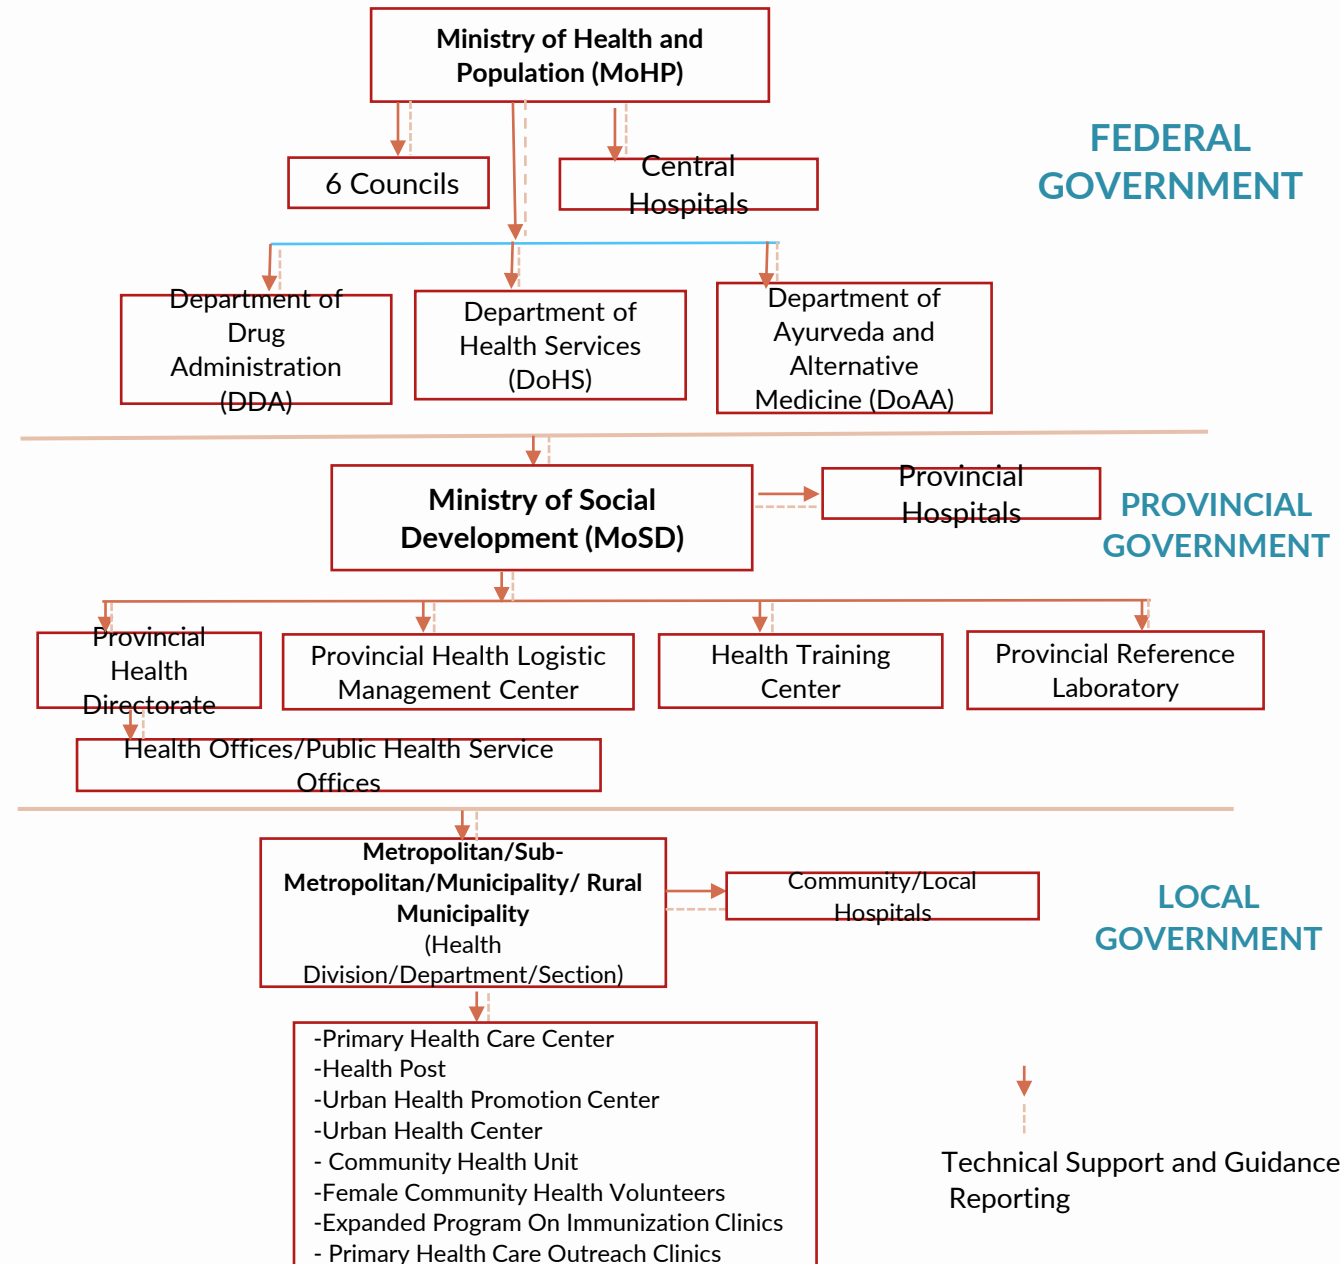 Ministry of Health and
Population (MoHP)
FEDERAL
GOVERNMENT
6 Councils
Central
Hospitals
Department of
Drug
Administration
(DDA)
Department of
Health Services
(DoHS)
Department of
Ayurveda and
Alternative
Medicine (DoAA)
Ministry of Social
Development (MoSD)
Provincial
Hospitals
PROVINCIAL
GOVERNMENT
Provincial
Health
Directorate
Provincial Health Logistic
Management Center
Health Training
Center
Provincial Reference
Laboratory
Health Offices/Public Health Service
Offices
Metropolitan/Sub-
Metropolitan/Municipality/ Rural
Municipality
(Health
Division/Department/Section)
Community/Local
Hospitals
LOCAL
GOVERNMENT
-Primary Health Care Center
-Health Post
-Urban Health Promotion Center
-Urban Health Center
- Community Health Unit
-Female Community Health Volunteers
-Expanded Program On Immunization Clinics
- Primary Health Care Outreach Clinics
Technical Support and Guidance
Reporting